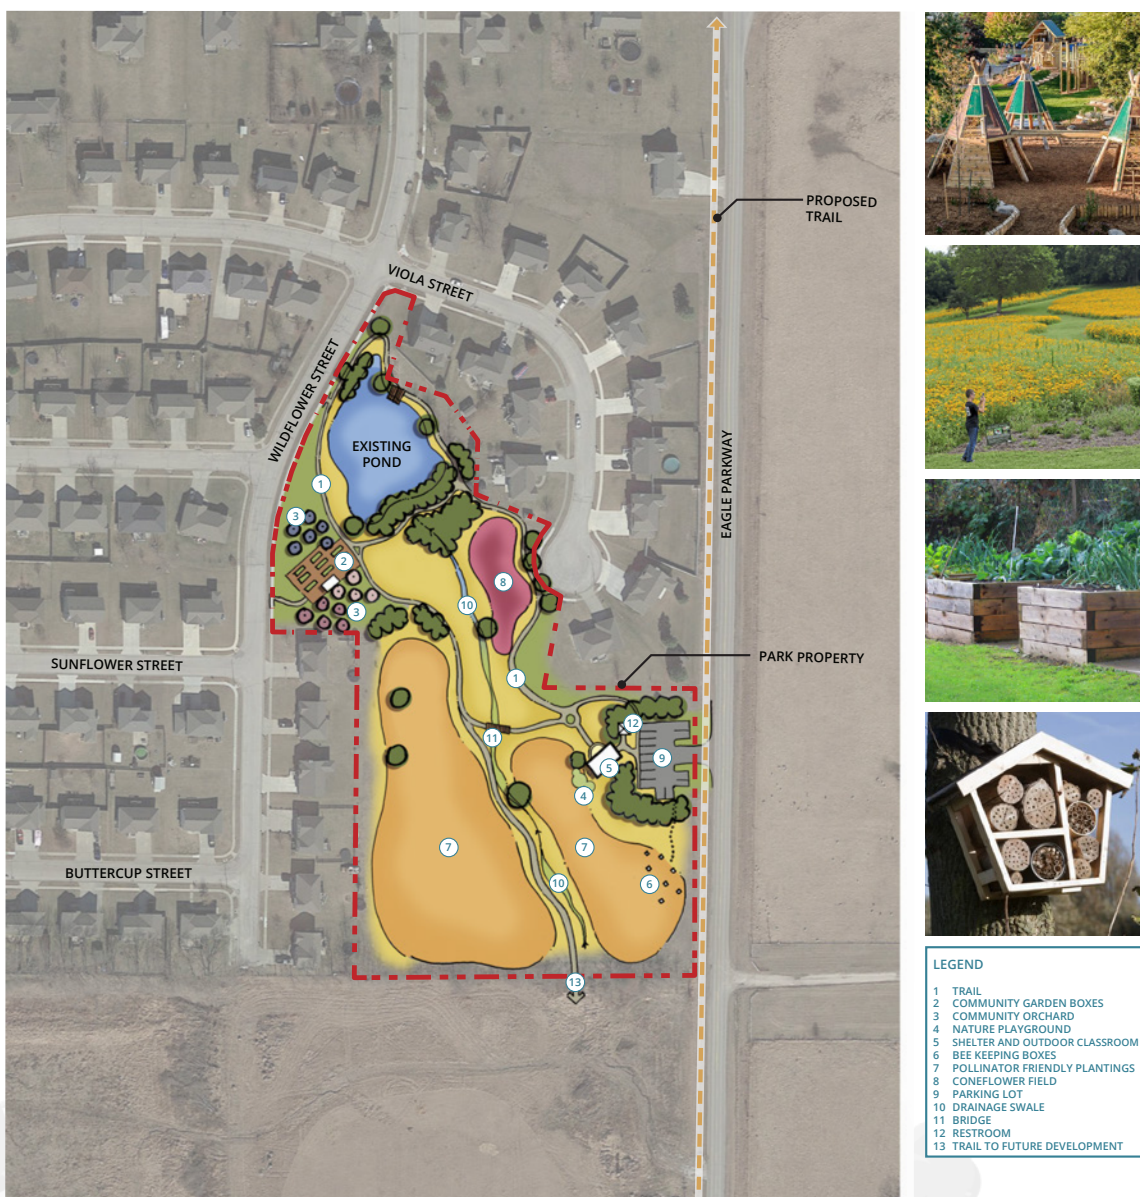 PROPOSED
TRAIL
VIOLA STREET
WILDFLOWER STREET
EXISTING
POND
EAGLE PARKWAY
1
3
2
8
10
3
SUNFLOWER STREET
PARK PROPERTY
1
12
11
9
5
4
7
7
BUTTERCUP STREET
10
6
13
LEGEND
1 TRAIL
2 COMMUNITY GARDEN BOXES
3 COMMUNITY ORCHARD
4 NATURE PLAYGROUND
5 SHELTER AND OUTDOOR CLASSROOM
6 BEE KEEPING BOXES
7 POLLINATOR FRIENDLY PLANTINGS
8 CONEFLOWER FIELD
9 PARKING LOT
10 DRAINAGE SWALE
11 BRIDGE
12 RESTROOM
13 TRAIL TO FUTURE DEVELOPMENT